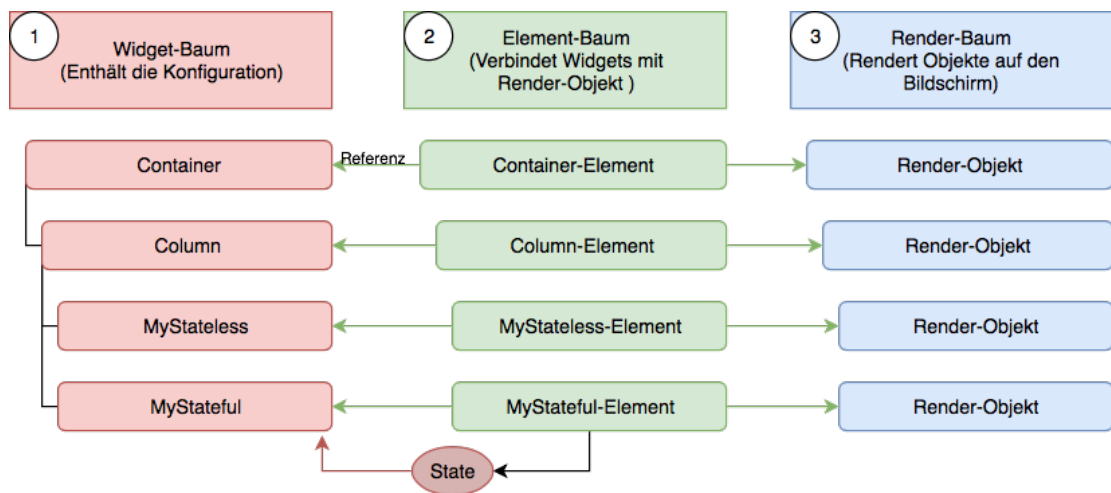 1
Widget-Baum
(Enthält die Konfiguration)
2
Element-Baum
(Verbindet Widgets mit
Render-Objekt )
3
Render-Baum
(Rendert Objekte auf den
Bildschirm)
Container
Referenz
Container-Element
Render-Objekt
Column
Column-Element
Render-Objekt
MyStateless
MyStateless-Element
Render-Objekt
MyStateful
MyStateful-Element
Render-Objekt
State